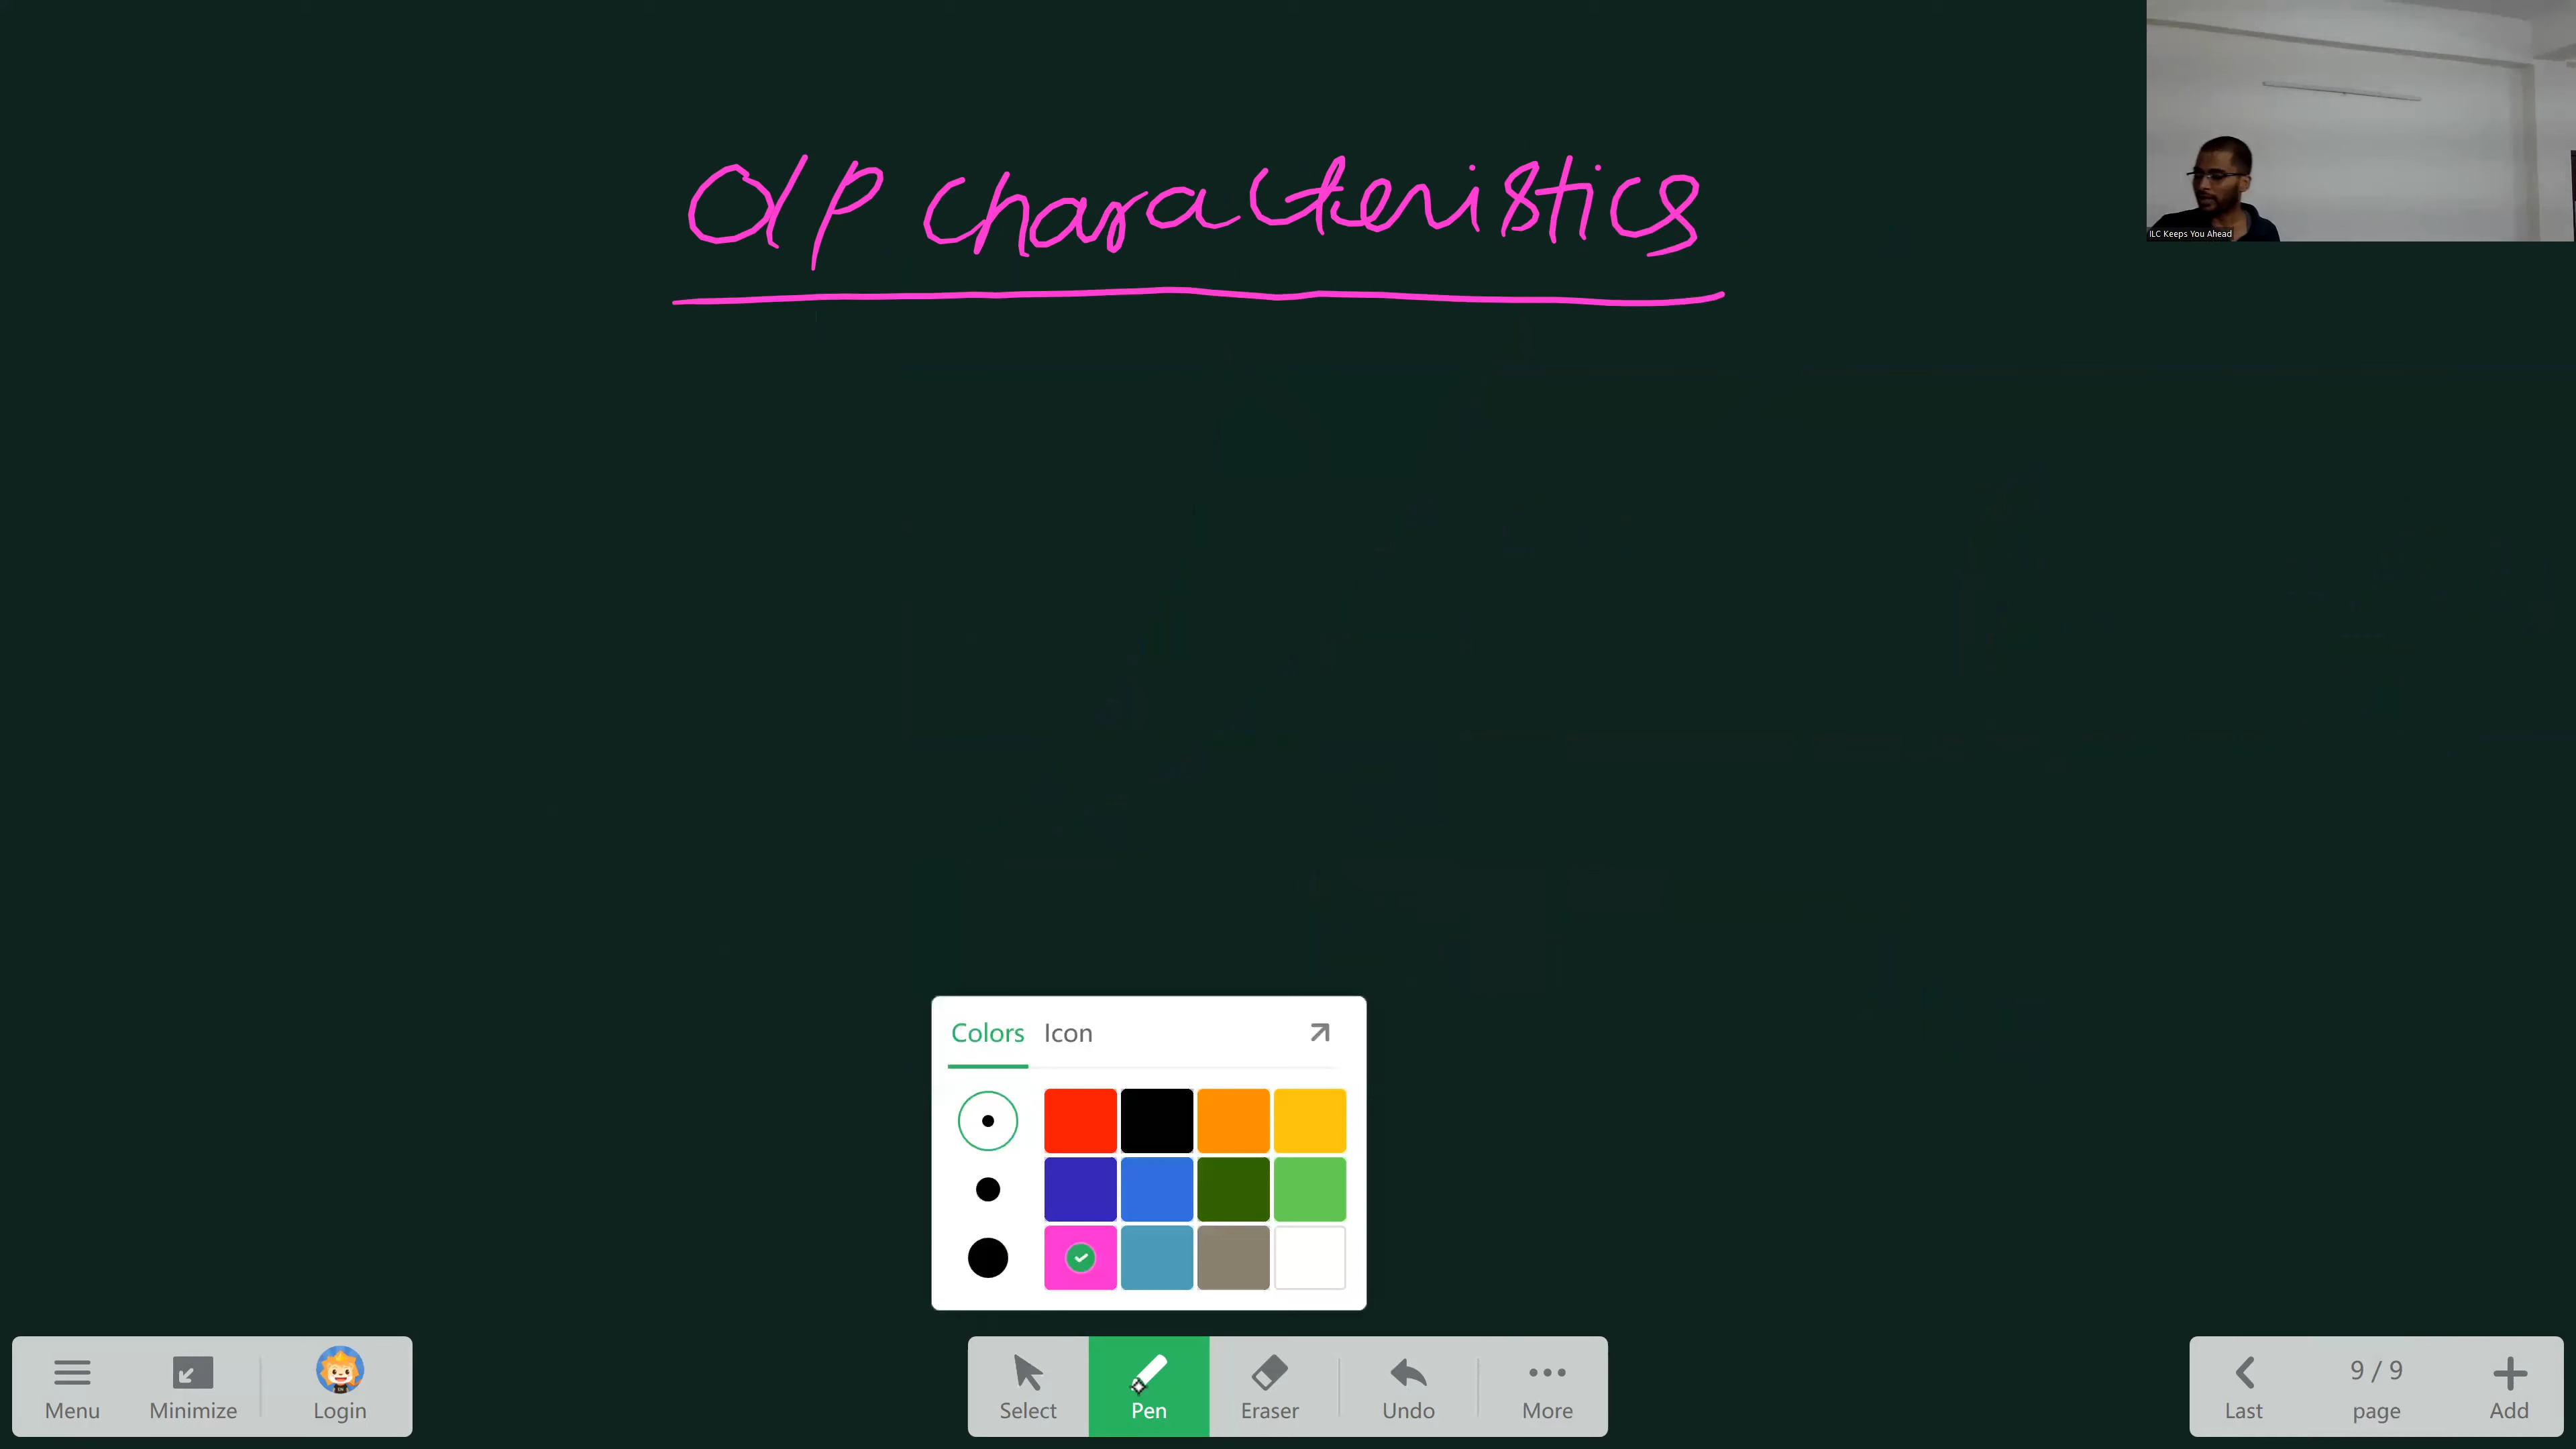 O/P characteristics
ILC Keeps You Ahead
Colors Icon
Menu Minimize Login
Select Pen Eraser Undo More
Last 9 / 9 page Add